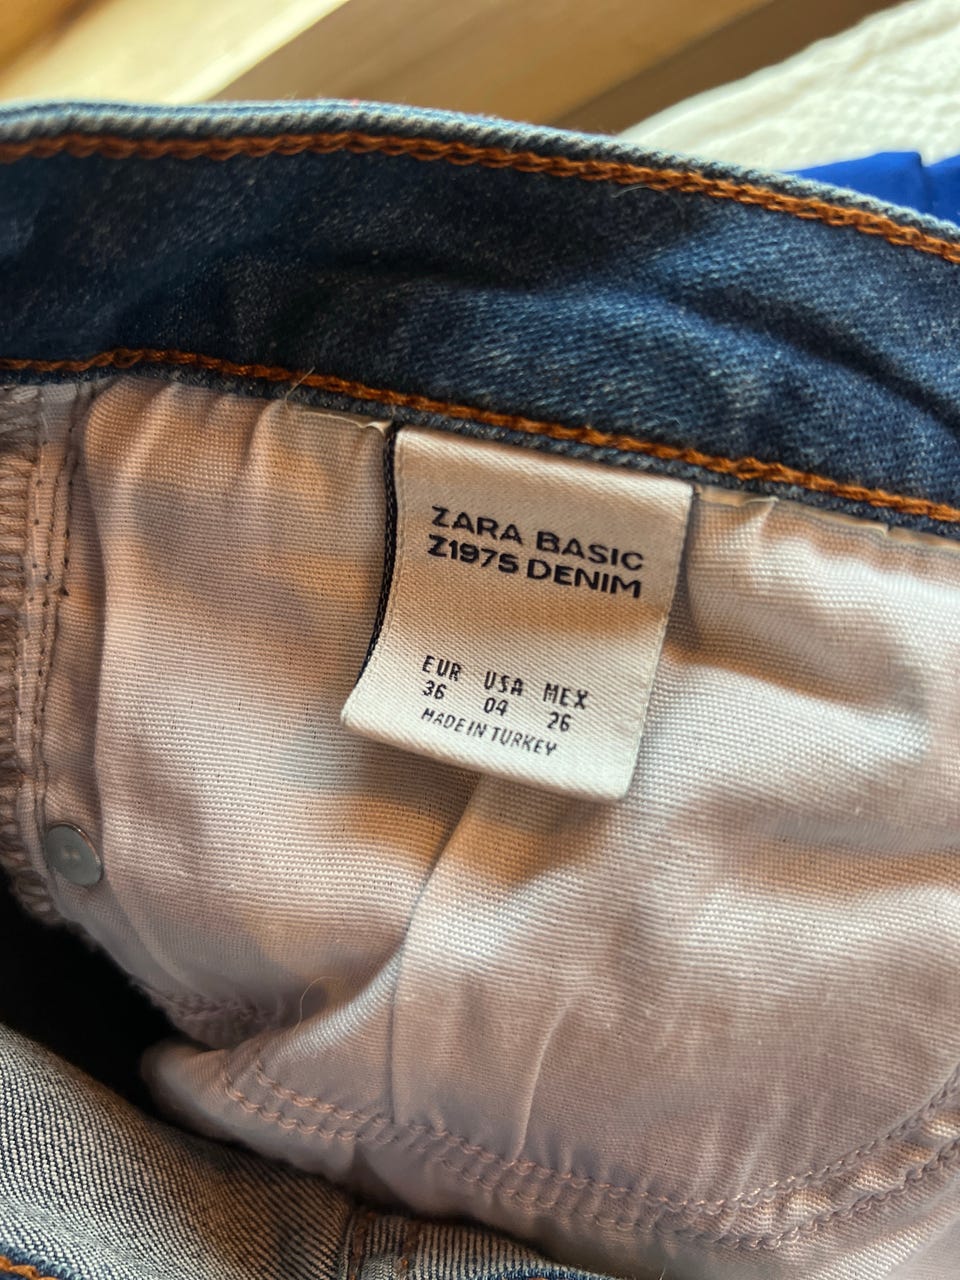 ZARA BASIC
Z1975 DENIM
EUR USA MEX
36 04 26
MADE IN TURKEY